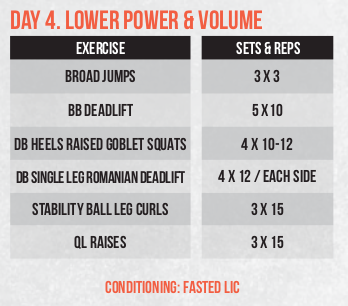 DAY 4. LOWER POWER & VOLUME
EXERCISE SETS & REPS
BROAD JUMPS 3 X 3
BB DEADLIFT 5 X 10
DB HEELS RAISED GOBLET SQUATS 4 X 10-12
DB SINGLE LEG ROMANIAN DEADLIFT 4 X 12 / EACH SIDE
STABILITY BALL LEG CURLS 3 X 15
QL RAISES 3 X 15
CONDITIONING: FASTED LIC